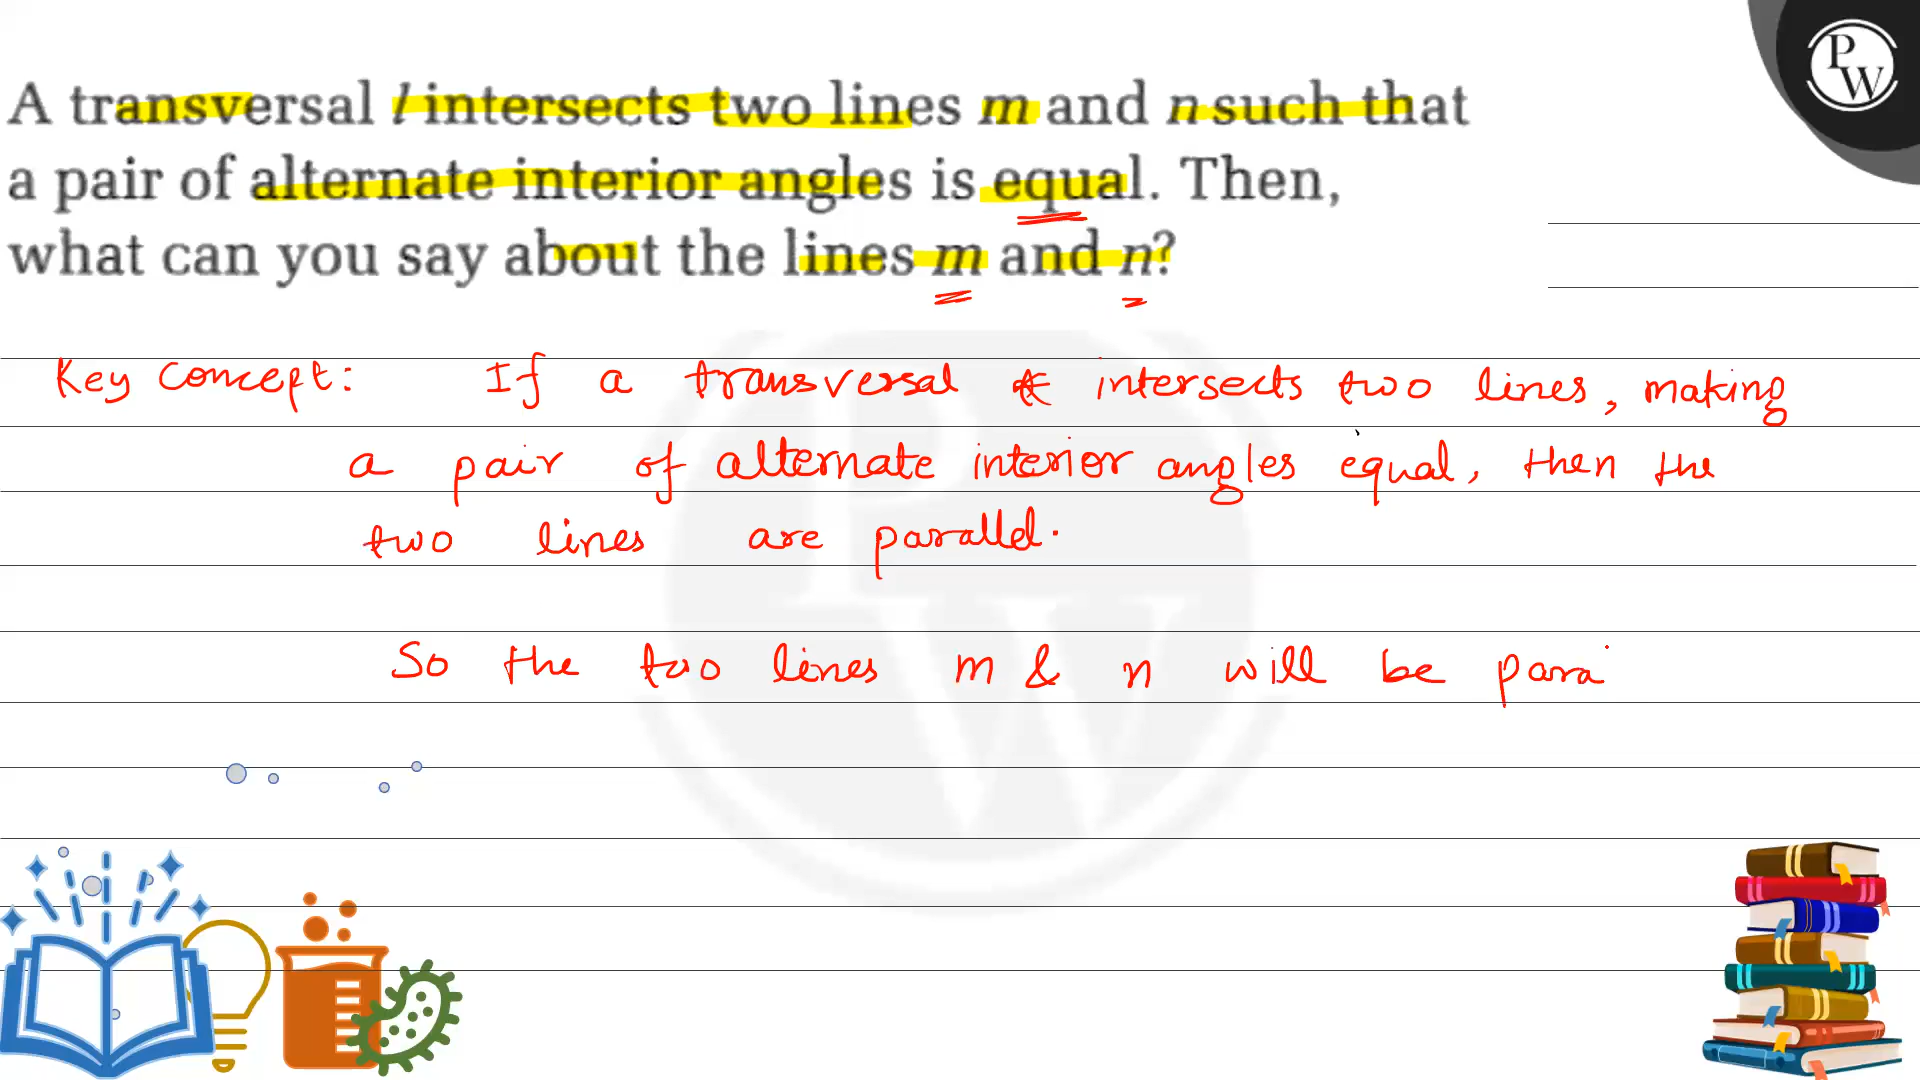 A transversal l intersects two lines m and n such that
a pair of alternate interior angles is equal. Then,
what can you say about the lines m and n?
Key Concept: If a transversal intersects two lines, making
a pair of alternate interior angles equal, then the
two lines are parallel.
So the two lines m & n will be para
PW
PW